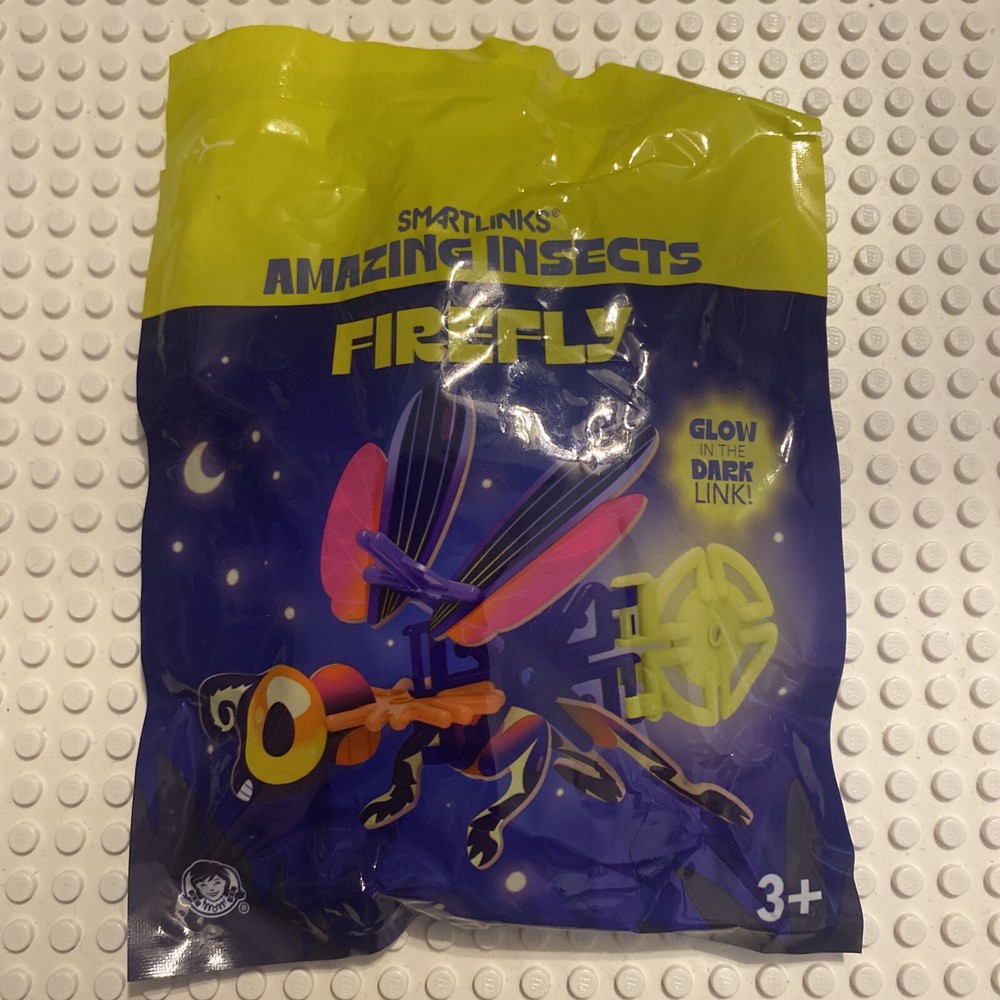 SMARTLINKS®
AMAZING INSECTS
FIREFLY
GLOW
IN THE
DARK
LINK!
3+
®